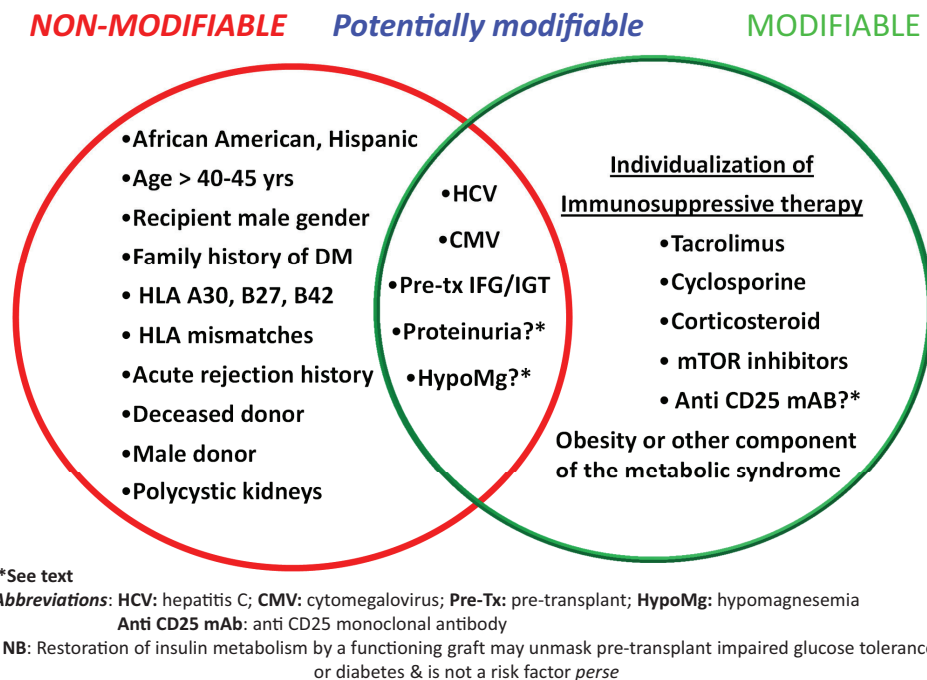 NON-MODIFIABLE Potentially modifiable MODIFIABLE
•African American, Hispanic
•Age > 40-45 yrs
•Recipient male gender
•Family history of DM
• HLA A30, B27, B42
• HLA mismatches
•Acute rejection history
•Deceased donor
•Male donor
•Polycystic kidneys
•HCV
•CMV
•Pre-tx IFG/IGT
•Proteinuria?*
•HypoMg?*
Individualization of
Immunosuppressive therapy
•Tacrolimus
•Cyclosporine
•Corticosteroid
• mTOR inhibitors
• Anti CD25 mAB?*
Obesity or other component
of the metabolic syndrome
*See text
Abbreviations: HCV: hepatitis C; CMV: cytomegalovirus; Pre-Tx: pre-transplant; HypoMg: hypomagnesemia
Anti CD25 mAb: anti CD25 monoclonal antibody
NB: Restoration of insulin metabolism by a functioning graft may unmask pre-transplant impaired glucose tolerance
or diabetes & is not a risk factor perse